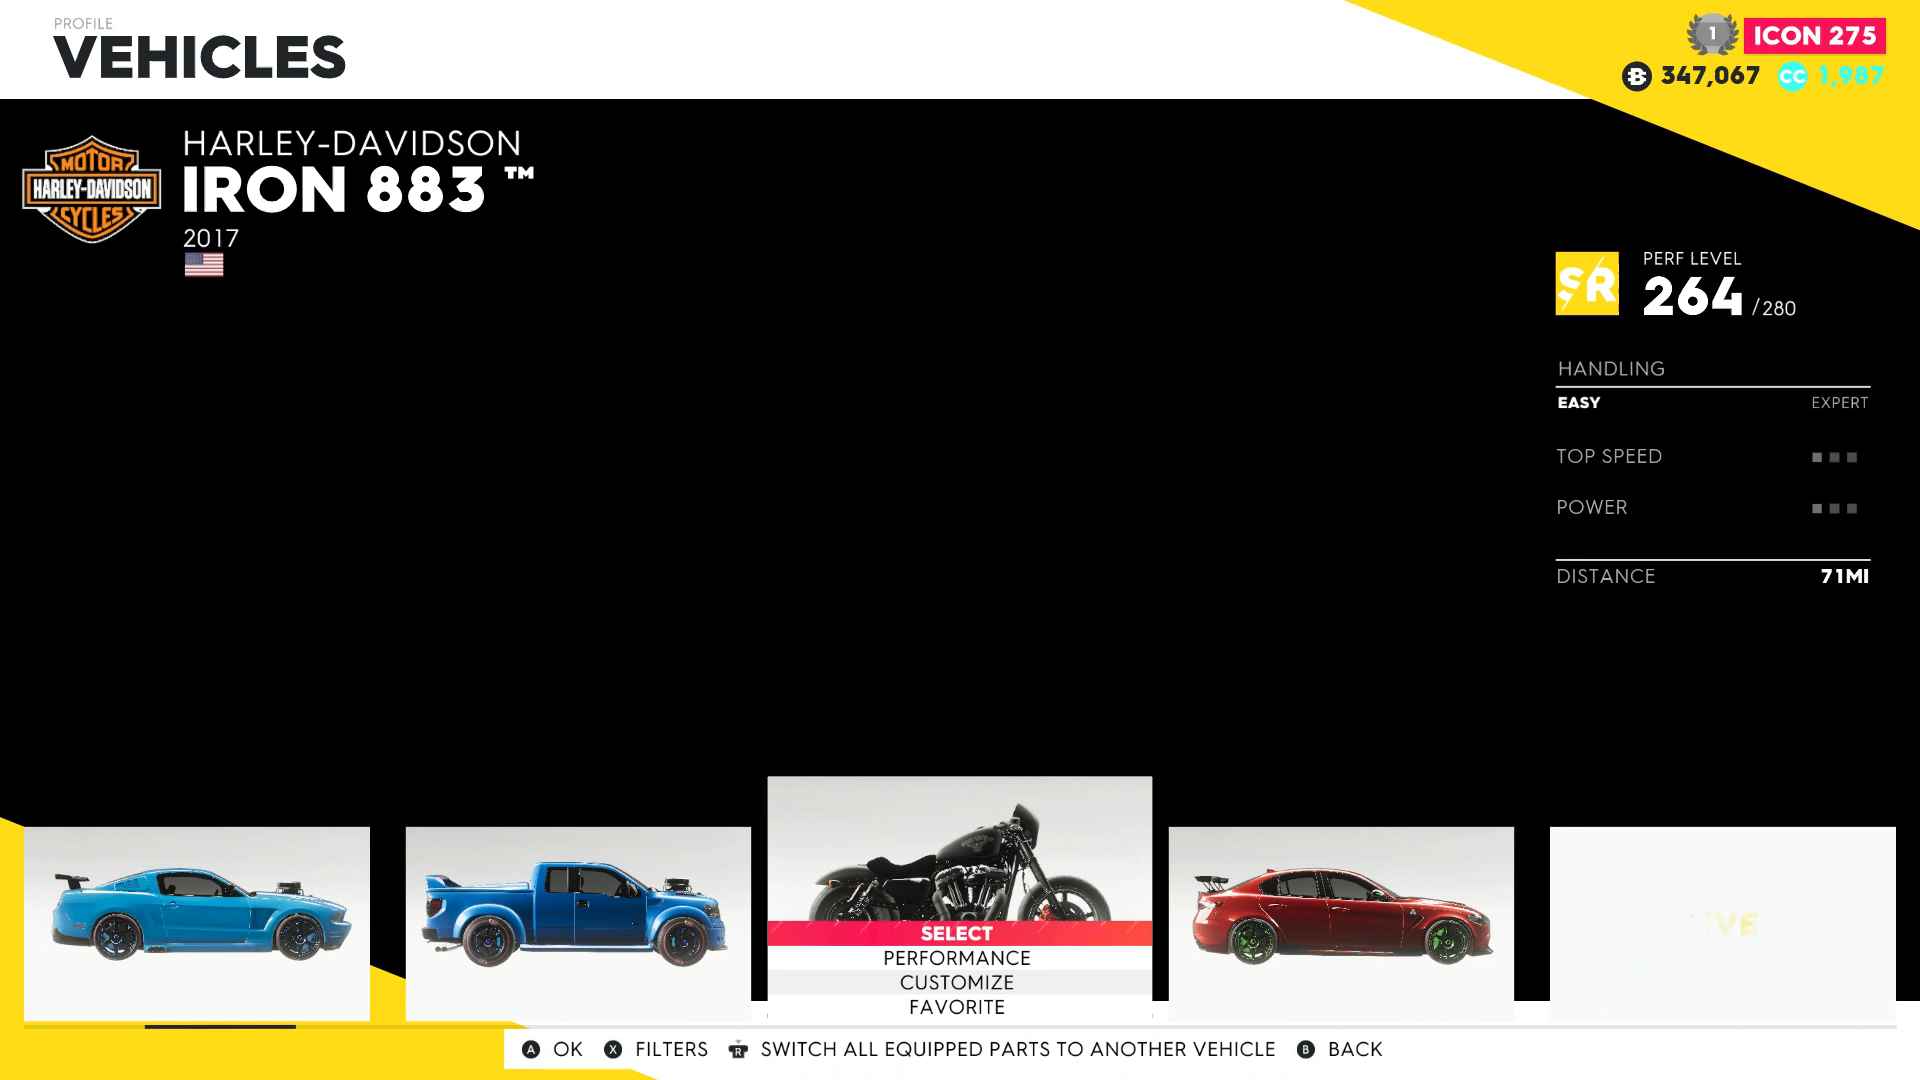 PROFILE
VEHICLES
1 ICON 275
347,067 CC 1,987
MOTOR
HARLEY-DAVIDSON
CYCLES
HARLEY-DAVIDSON
IRON 883 ™
2017
SR
PERF LEVEL
264 /280
HANDLING
EASY EXPERT
TOP SPEED
POWER
DISTANCE 71MI
SELECT
PERFORMANCE
CUSTOMIZE
FAVORITE
A OK X FILTERS R SWITCH ALL EQUIPPED PARTS TO ANOTHER VEHICLE B BACK